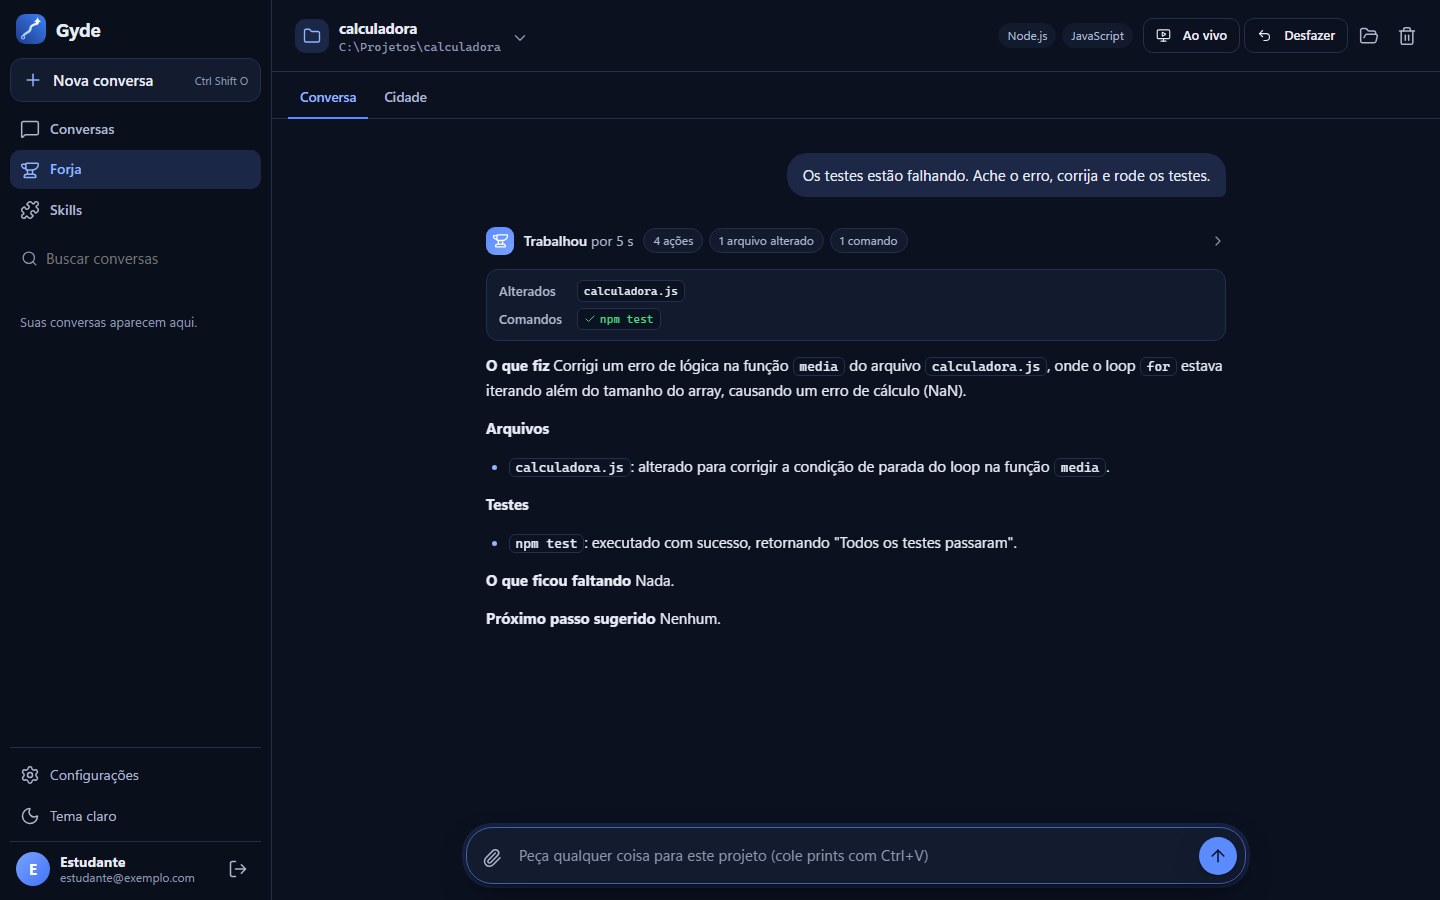 Gyde
Nova conversa Ctrl Shift O
Conversas
Forja
Skills
Buscar conversas
Suas conversas aparecem aqui.
Configurações
Tema claro
E
Estudante
estudante@exemplo.com
calculadora
C:\Projetos\calculadora
Node.js JavaScript Ao vivo Desfazer
Conversa Cidade
Os testes estão falhando. Ache o erro, corrija e rode os testes.
Trabalhou por 5 s 4 ações 1 arquivo alterado 1 comando
Alterados calculadora.js
Comandos npm test
O que fiz Corrigi um erro de lógica na função media do arquivo calculadora.js, onde o loop for estava
iterando além do tamanho do array, causando um erro de cálculo (NaN).
Arquivos
calculadora.js: alterado para corrigir a condição de parada do loop na função media.
Testes
npm test: executado com sucesso, retornando "Todos os testes passaram".
O que ficou faltando Nada.
Próximo passo sugerido Nenhum.
Peça qualquer coisa para este projeto (cole prints com Ctrl+V)